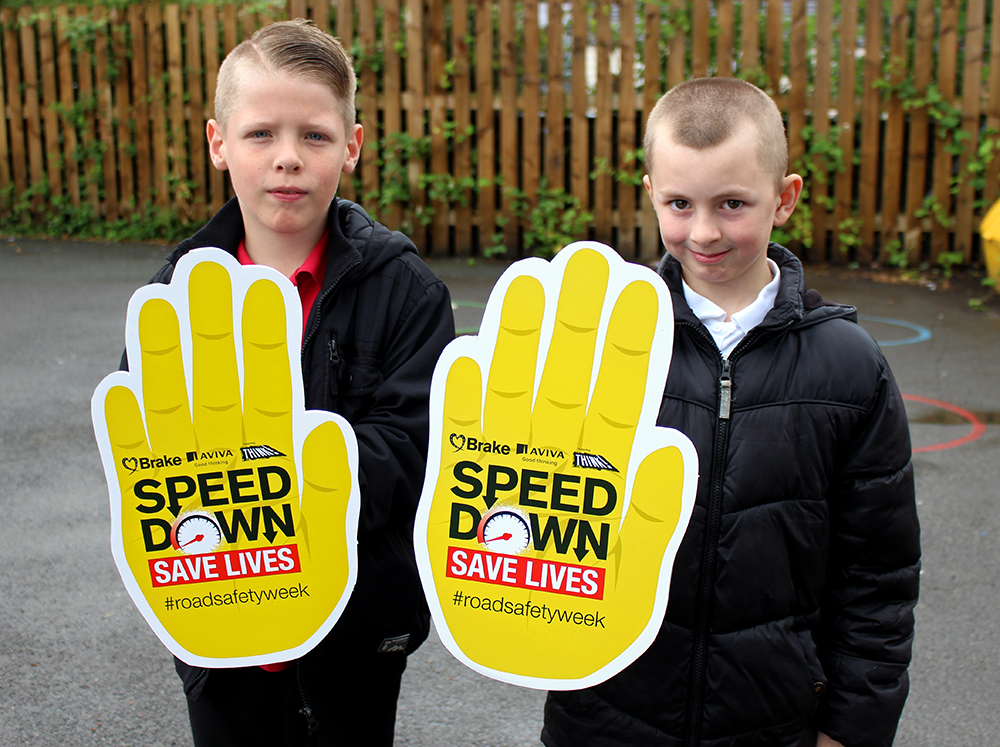 Brake AVIVA THINK!
Good thinking
SPEED
DOWN
SAVE LIVES
#roadsafetyweek
Brake AVIVA THINK!
Good thinking
SPEED
DOWN
SAVE LIVES
#roadsafetyweek